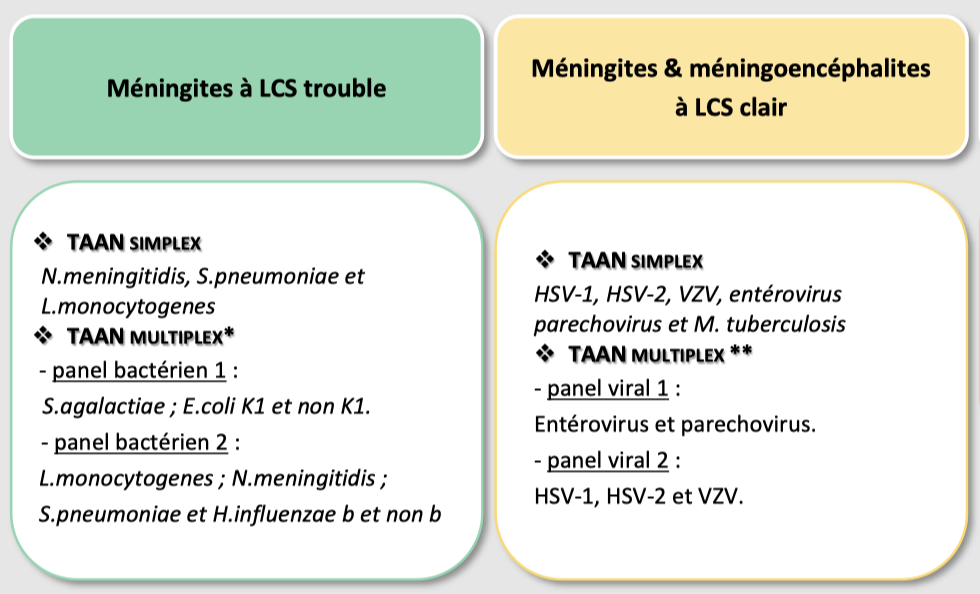 Méningites à LCS trouble
❖ TAAN SIMPLEX
N.meningitidis, S.pneumoniae et
L.monocytogenes
❖ TAAN MULTIPLEX*
- panel bactérien 1 :
S.agalactiae ; E.coli K1 et non K1.
- panel bactérien 2 :
L.monocytogenes ; N.meningitidis ;
S.pneumoniae et H.influenzae b et non b
Méningites & méningoencéphalites
à LCS clair
❖ TAAN SIMPLEX
HSV-1, HSV-2, VZV, entérovirus
parechovirus et M. tuberculosis
❖ TAAN MULTIPLEX **
- panel viral 1 :
Entérovirus et parechovirus.
- panel viral 2 :
HSV-1, HSV-2 et VZV.